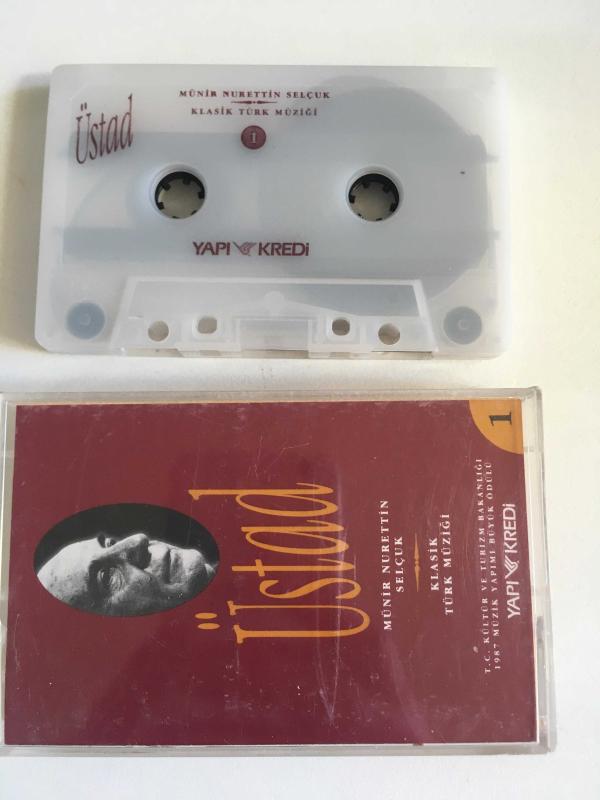 Üstad
MÜNİR NURETTİN SELÇUK
KLASİK TÜRK MÜZİĞİ
1
YAPI KREDİ
1
Üstad
MÜNİR NURETTİN
SELÇUK
KLASİK
TÜRK MÜZİĞİ
T.C. KÜLTÜR VE TURİZM BAKANLIĞI
1987 MÜZİK YAPIMI BÜYÜK ÖDÜLÜ
YAPI KREDİ